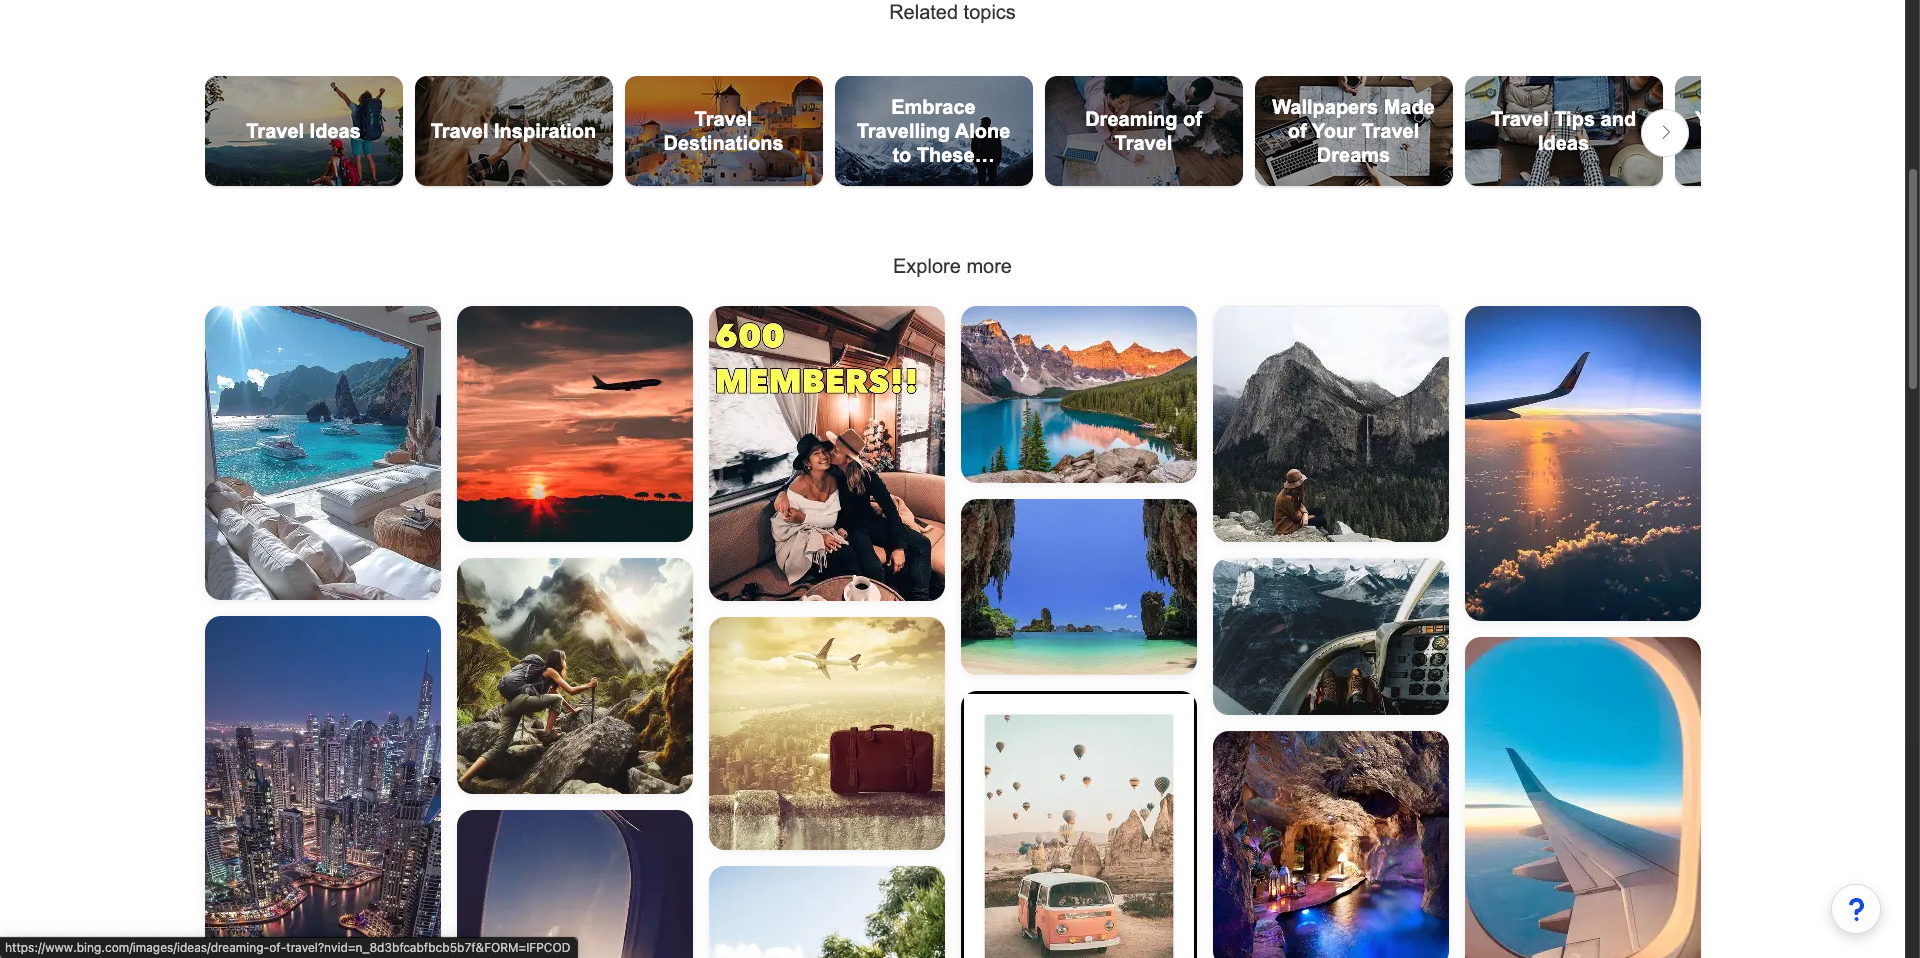 Related topics
Travel Ideas
Travel Inspiration
Travel
Destinations
Embrace
Travelling Alone
to These...
Dreaming of
Travel
Wallpapers Made
of Your Travel
Dreams
Travel Tips and
Ideas
Explore more
600
MEMBERS!!
?
https://www.bing.com/images/ideas/dreaming-of-travel?nvid=n_8d3bfcabfbcb5b7f&FORM=IFPCOD